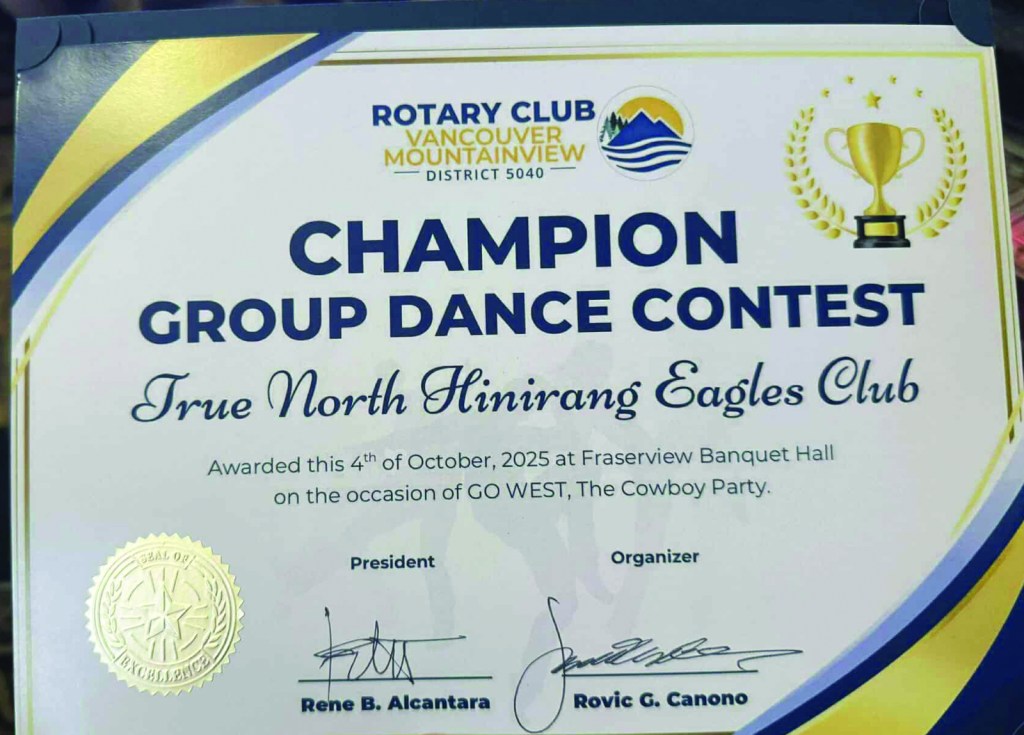 ROTARY CLUB
VANCOUVER
MOUNTAINVIEW
DISTRICT 5040
CHAMPION
GROUP DANCE CONTEST
True North Hinirang Eagles Club
Awarded this 4th of October, 2025 at Fraserview Banquet Hall
on the occasion of GO WEST, The Cowboy Party.
President
Organizer
SEAL OF
EXCELLENCE
Rene B. Alcantara
Rovic G. Canono